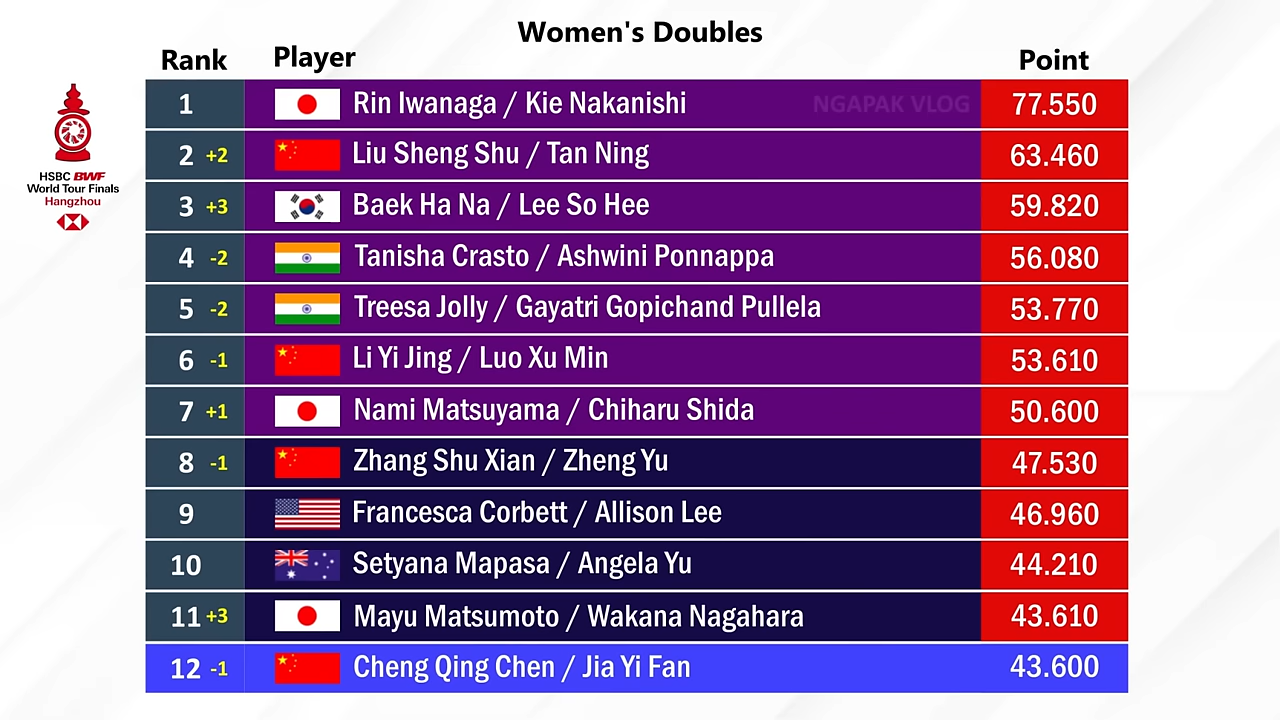 Women's Doubles
Rank Player Point
1 Rin Iwanaga / Kie Nakanishi NGAPAK VLOG 77.550
2 +2 Liu Sheng Shu / Tan Ning 63.460
3 +3 Baek Ha Na / Lee So Hee 59.820
4 -2 Tanisha Crasto / Ashwini Ponnappa 56.080
5 -2 Treesa Jolly / Gayatri Gopichand Pullela 53.770
6 -1 Li Yi Jing / Luo Xu Min 53.610
7 +1 Nami Matsuyama / Chiharu Shida 50.600
8 -1 Zhang Shu Xian / Zheng Yu 47.530
9 Francesca Corbett / Allison Lee 46.960
10 Setyana Mapasa / Angela Yu 44.210
11 +3 Mayu Matsumoto / Wakana Nagahara 43.610
12 -1 Cheng Qing Chen / Jia Yi Fan 43.600
HSBC BWF
World Tour Finals
Hangzhou